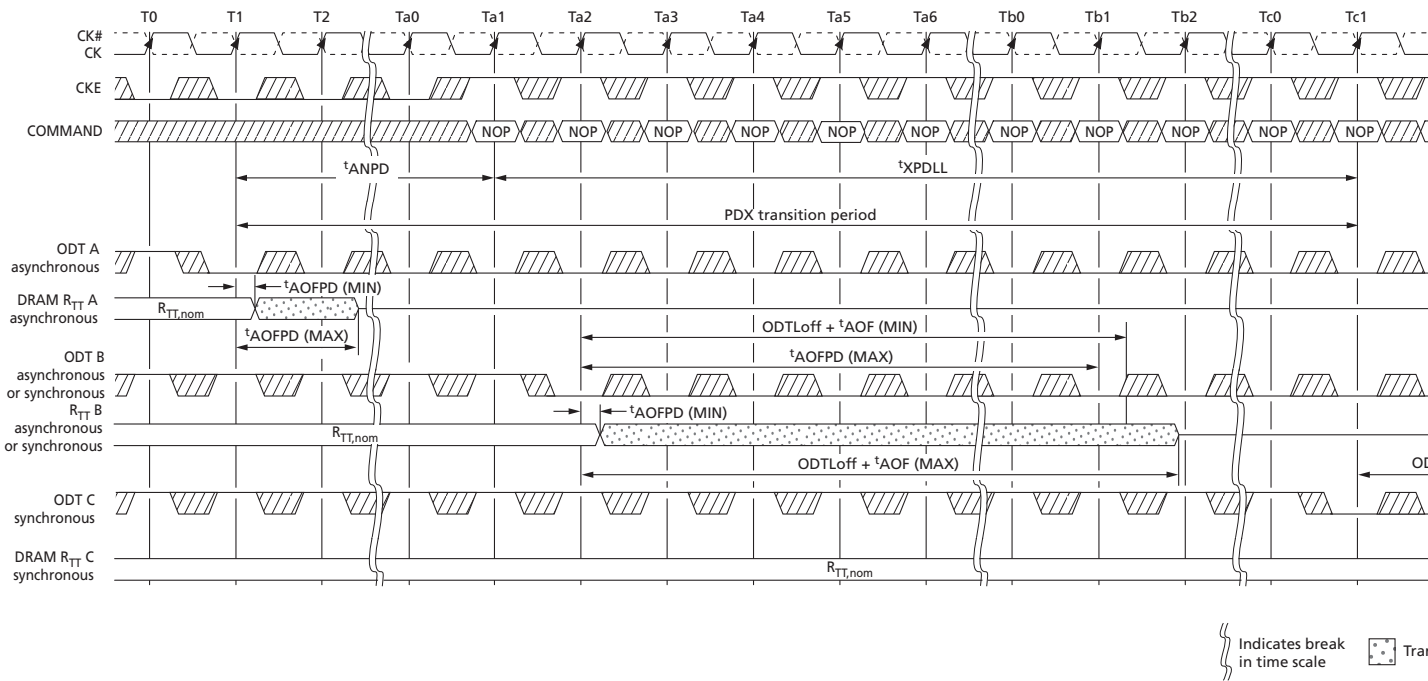 T0 T1 T2 Ta0 Ta1 Ta2 Ta3 Ta4 Ta5 Ta6 Tb0 Tb1 Tb2 Tc0 Tc1
CK#
CK
CKE
COMMAND NOP NOP NOP NOP NOP NOP NOP NOP NOP NOP NOP
tANPD tXPDLL
PDX transition period
ODT A
asynchronous
tAOFPD (MIN)
DRAM RTT A
asynchronous
RTT,nom
tAOFPD (MAX)
ODTLoff + tAOF (MIN)
tAOFPD (MAX)
ODT B
asynchronous
or synchronous
tAOFPD (MIN)
RTT B
asynchronous
or synchronous
RTT,nom
ODTLoff + tAOF (MAX)
ODT C
synchronous
DRAM RTT C
synchronous
RTT,nom
Indicates break
in time scale